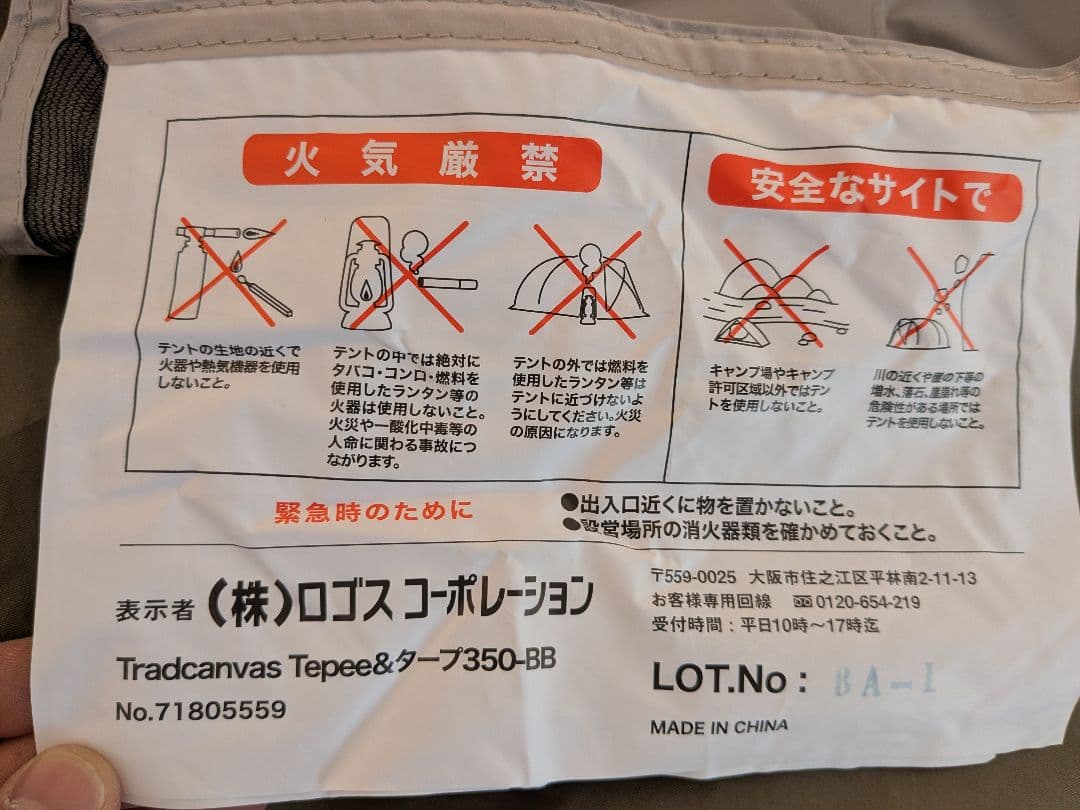 火気厳禁
テントの生地の近くで
火器や熱気機器を使用
しないこと。
テントの中では絶対に
タバコ・コンロ・燃料を
使用したランタン等の
火器は使用しないこと。
火災や一酸化中毒等の
人命に関わる事故につ
ながります。
テントの外では燃料を
使用したランタン等は
テントに近づけないよ
うにしてください。火災
の原因になります。
安全なサイトで
キャンプ場やキャンプ
許可区域以外ではテン
トを使用しないこと。
川の近くや崖の下等の
増水、落石、崖崩れ等の
危険性がある場所では
テントを使用しないこと。
緊急時のために
●出入口近くに物を置かないこと。
●設営場所の消火器類を確かめておくこと。
表示者 (株)ロゴス コーポレーション
Tradcanvas Tepee&タープ350-BB
No.71805559
〒559-0025 大阪市住之江区平林南2-11-13
お客様専用回線 0120-654-219
受付時間：平日10時〜17時迄
LOT.No : BA-I
MADE IN CHINA